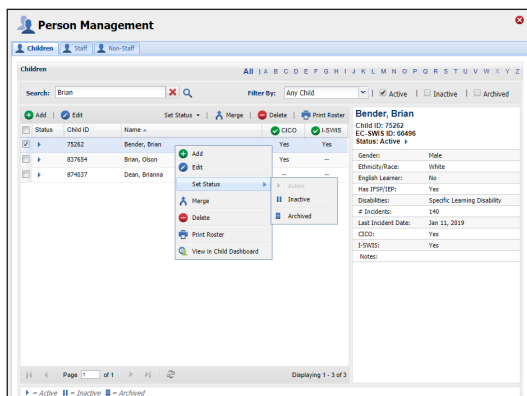 Person Management
Children Staff Non-Staff
Children All | A B C D E F G H I J K L M N O P Q R S T U V W X Y Z
Search: Brian Filter By: Any Child | Active | Inactive | Archived
Add | Edit Set Status | Merge | Delete | Print Roster
Status Child ID Name CICO I-SWIS
75262 Bender, Brian Yes Yes
837654 Brian, Olson Yes --
874037 Dean, Brianna -- --
Add
Edit
Set Status
Merge
Delete
Print Roster
View in Child Dashboard
Active
Inactive
Archived
Bender, Brian
Child ID: 75262
EC-SWIS ID: 66496
Status: Active
Gender: Male
Ethnicity/Race: White
English Learner: No
Has IFSP/IEP: Yes
Disabilities: Specific Learning Disability
# Incidents: 140
Last Incident Date: Jan 11, 2019
CICO: Yes
I-SWIS: Yes
Notes:
Page 1 of 1 Displaying 1 - 3 of 3
= Active = Inactive = Archived